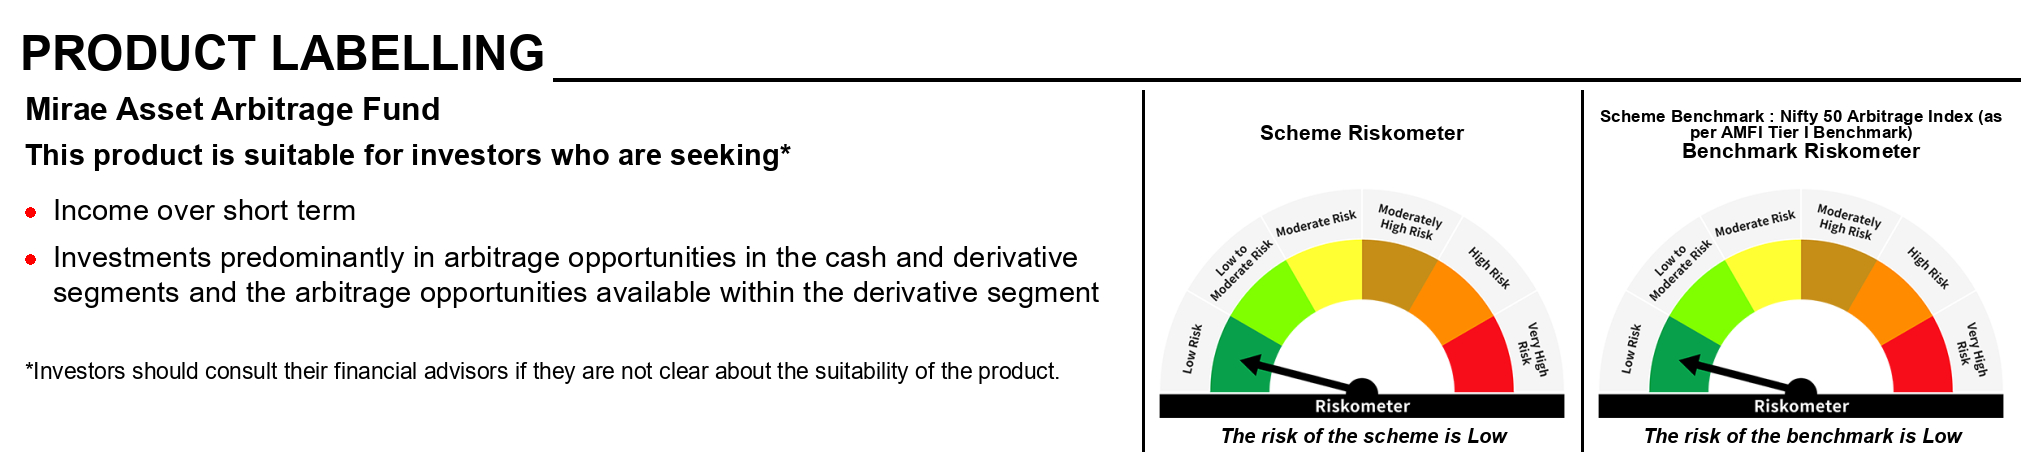 PRODUCT LABELLING
Mirae Asset Arbitrage Fund
This product is suitable for investors who are seeking*
Income over short term
Investments predominantly in arbitrage opportunities in the cash and derivative
segments and the arbitrage opportunities available within the derivative segment
*Investors should consult their financial advisors if they are not clear about the suitability of the product.
Scheme Riskometer
Low Risk
Low to
Moderate Risk
Moderate Risk
Moderately
High Risk
High Risk
Very High
Risk
Riskometer
The risk of the scheme is Low
Scheme Benchmark : Nifty 50 Arbitrage Index (as
per AMFI Tier I Benchmark)
Benchmark Riskometer
Low Risk
Low to
Moderate Risk
Moderate Risk
Moderately
High Risk
High Risk
Very High
Risk
Riskometer
The risk of the benchmark is Low